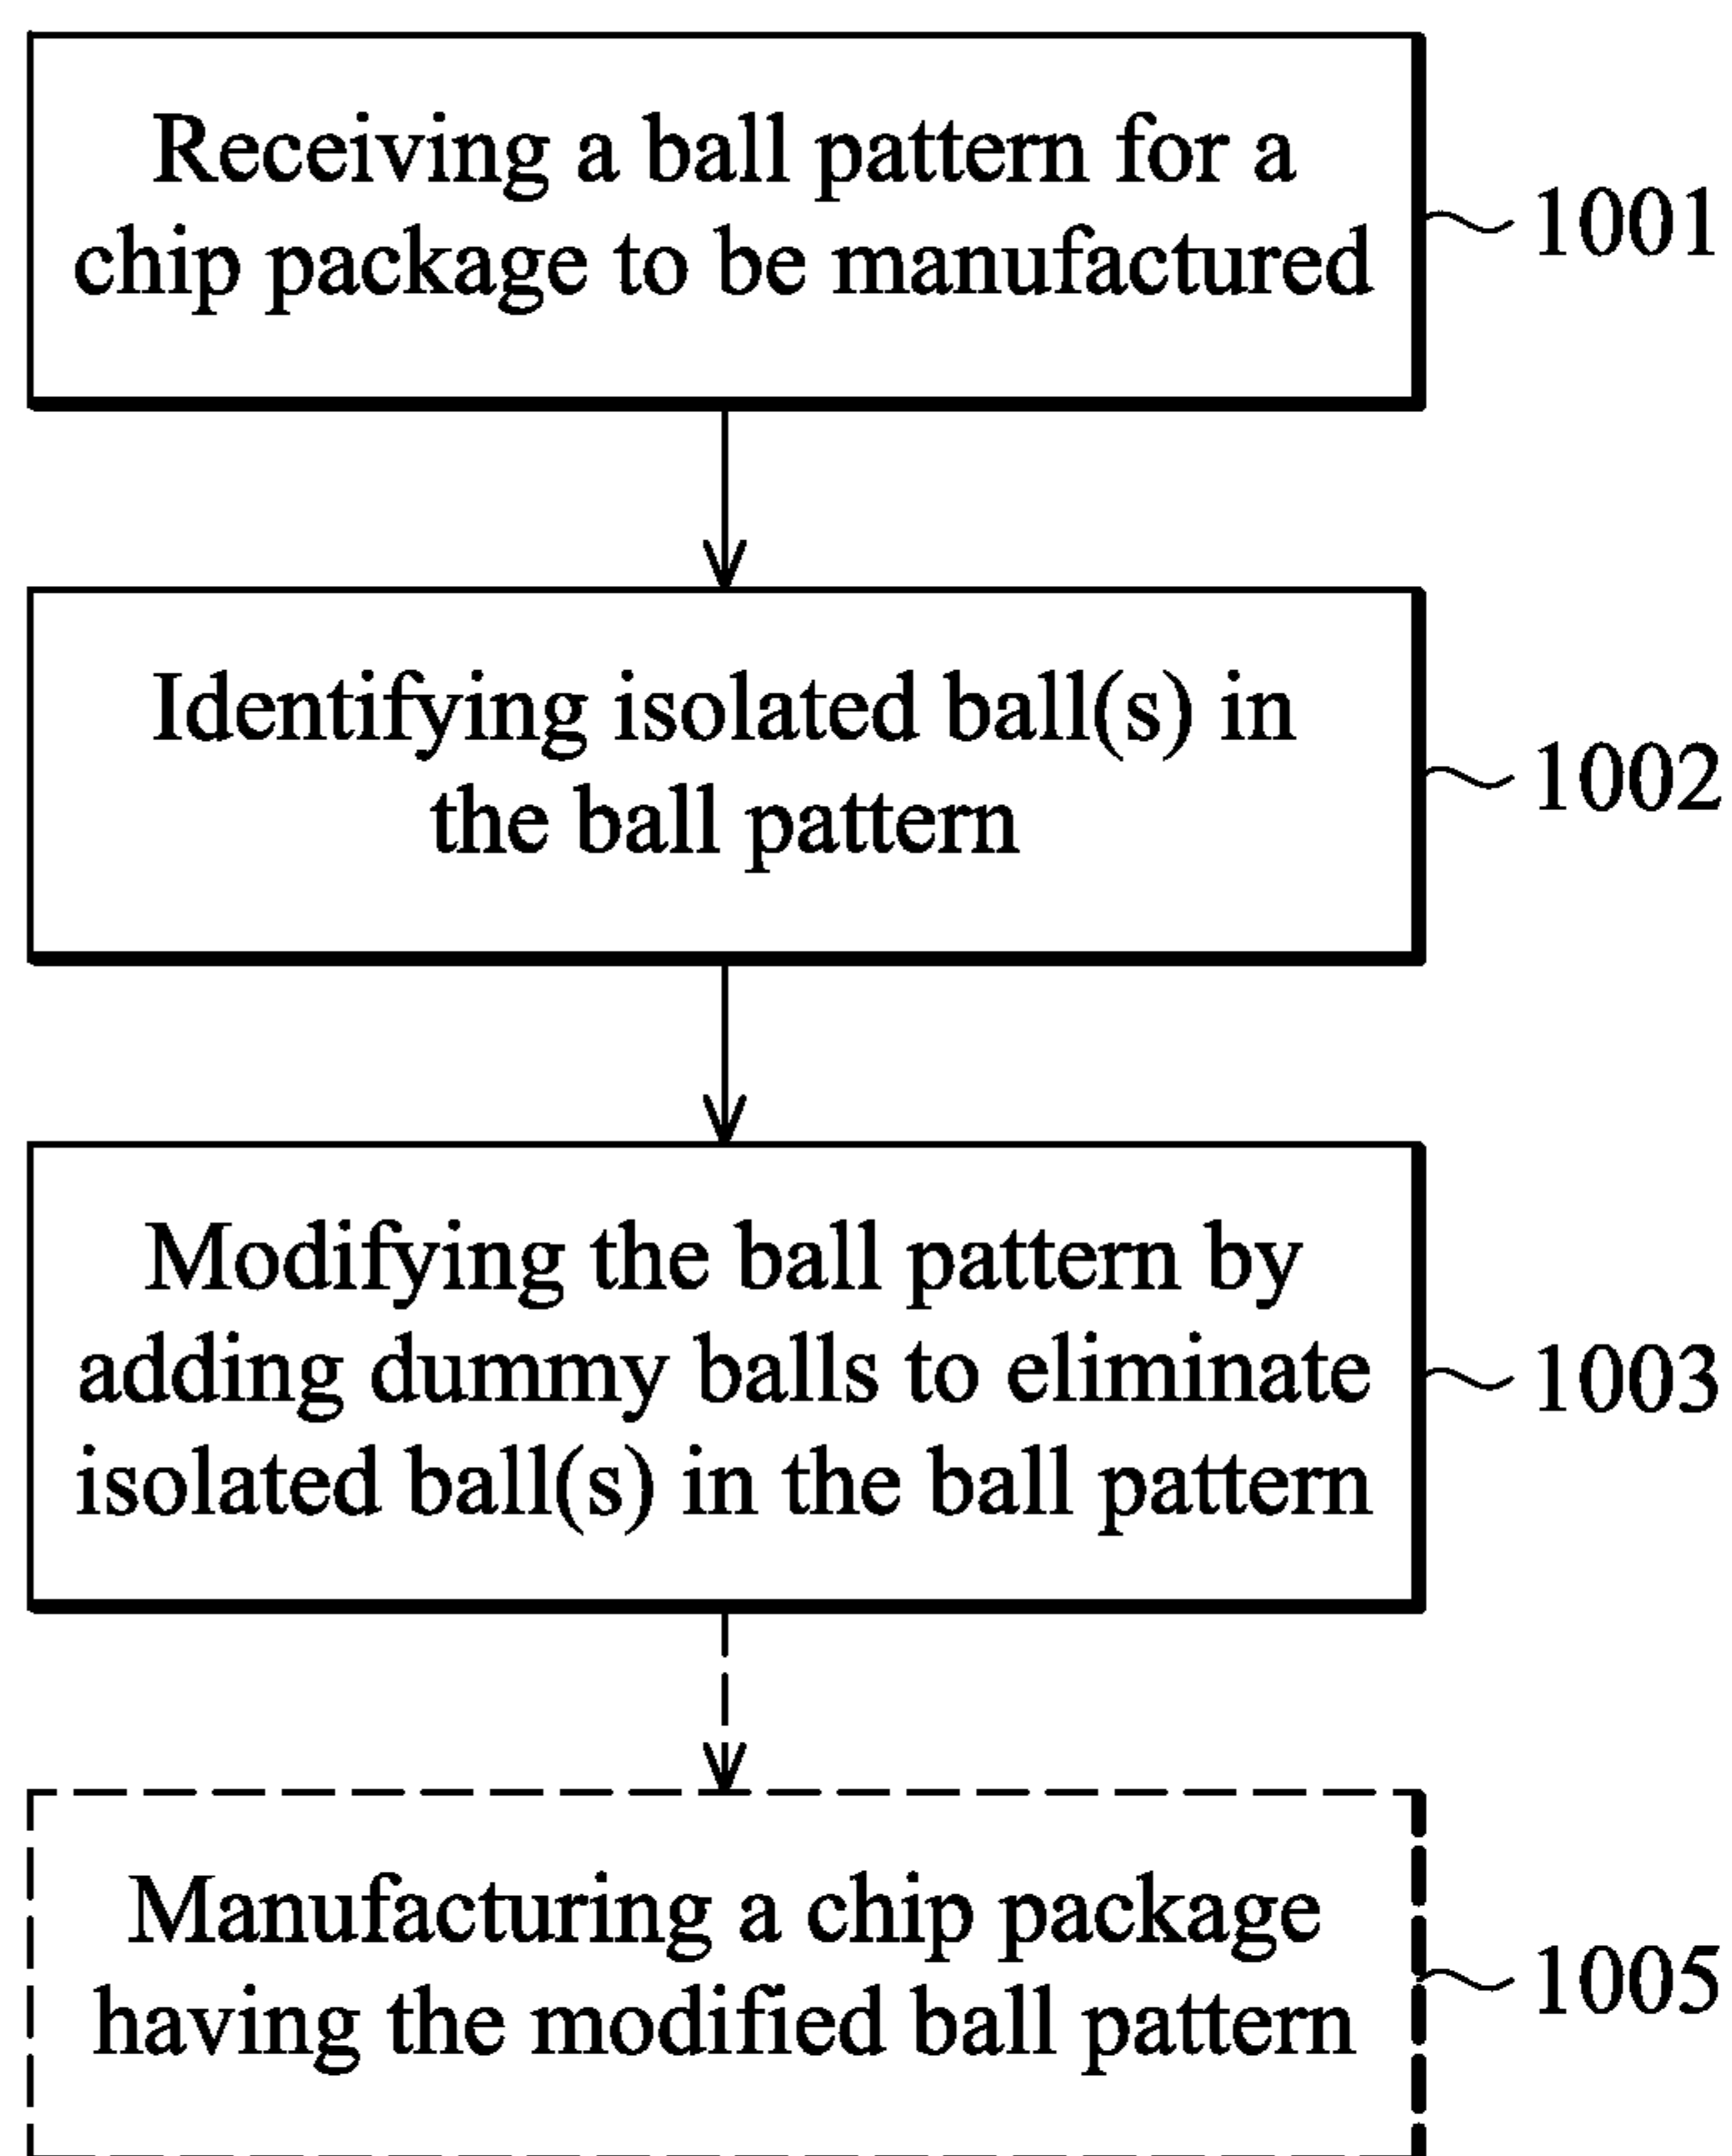 Receiving a ball pattern for a
chip package to be manufactured
1001
Identifying isolated ball(s) in
the ball pattern
1002
Modifying the ball pattern by
adding dummy balls to eliminate
isolated ball(s) in the ball pattern
1003
Manufacturing a chip package
having the modified ball pattern
1005